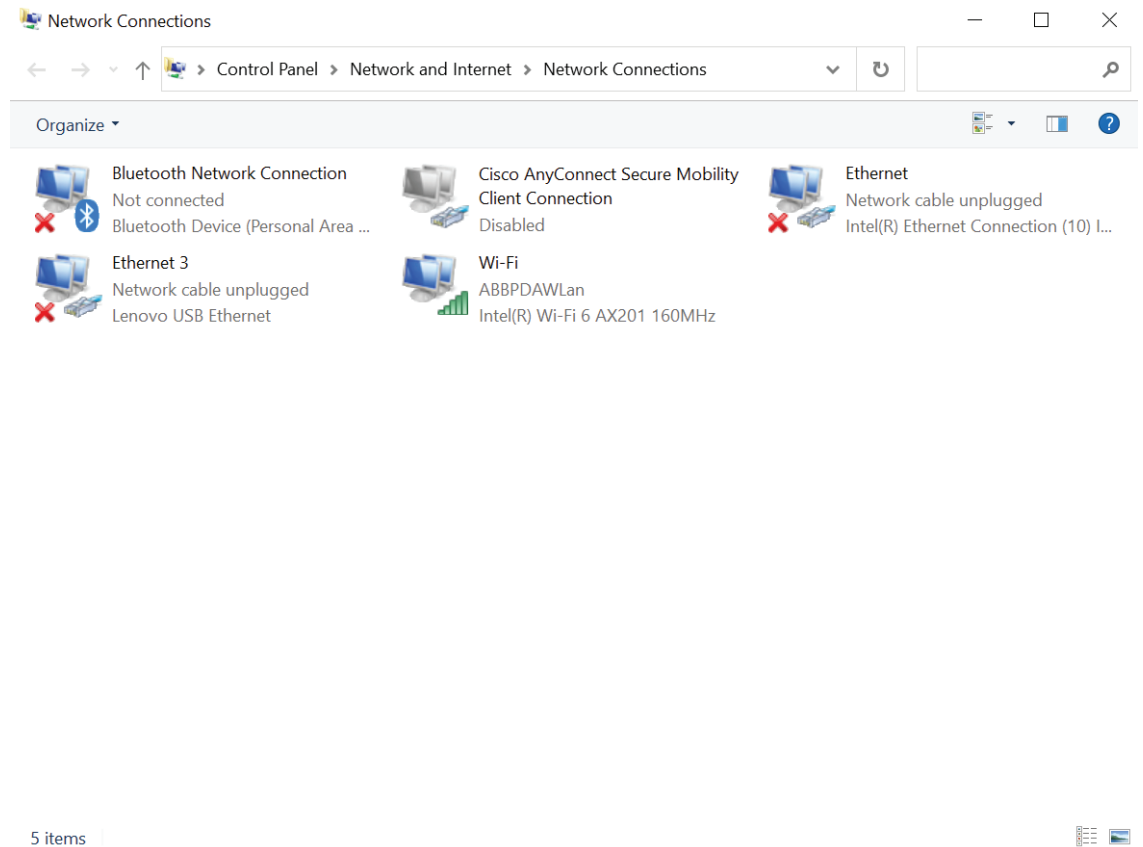 Network Connections
Control Panel > Network and Internet > Network Connections
Organize
Bluetooth Network Connection
Not connected
Bluetooth Device (Personal Area ...
Cisco AnyConnect Secure Mobility
Client Connection
Disabled
Ethernet
Network cable unplugged
Intel(R) Ethernet Connection (10) I...
Ethernet 3
Network cable unplugged
Lenovo USB Ethernet
Wi-Fi
ABBPDAWLan
Intel(R) Wi-Fi 6 AX201 160MHz
5 items